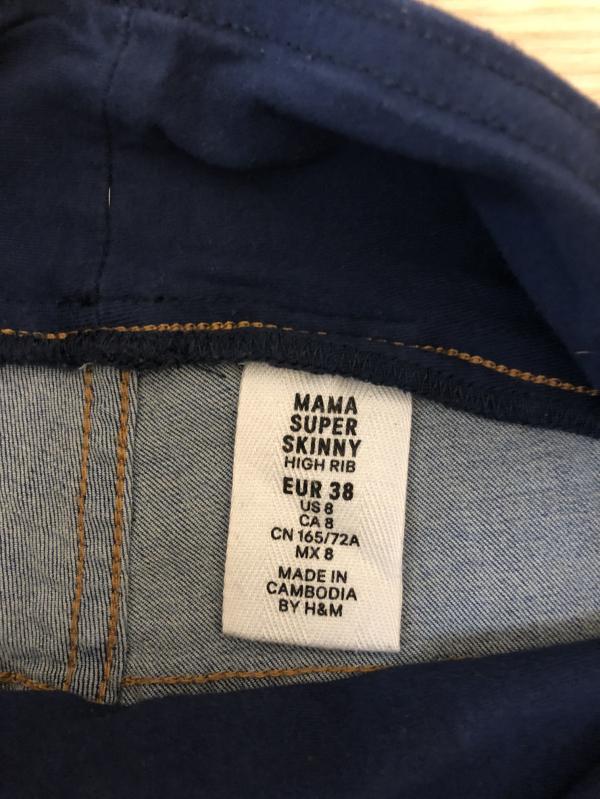 MAMA
SUPER
SKINNY
HIGH RIB
EUR 38
US 8
CA 8
CN 165/72A
MX 8
MADE IN
CAMBODIA
BY H&M